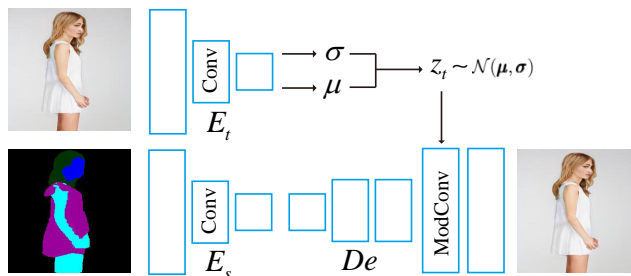 Conv
σ
μ
z_t ~ 𝒩(μ, σ)
E_t
Conv
ModConv
E_s
De